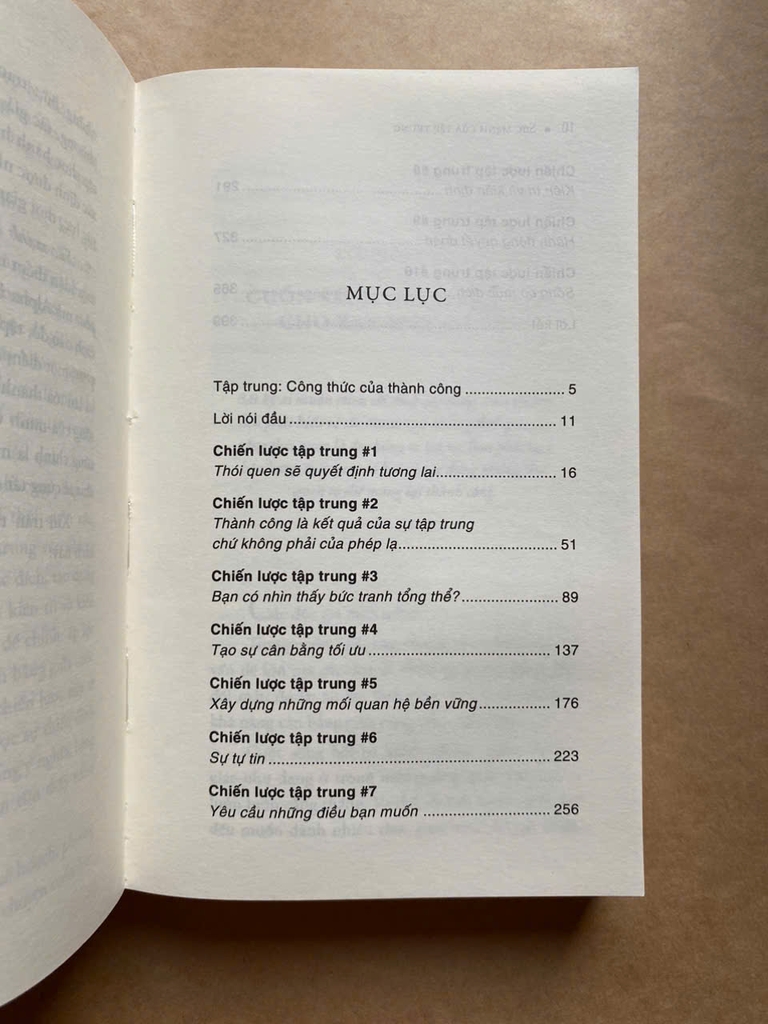 MỤC LỤC
Tập trung: Công thức của thành công ........................ 5
Lời nói đầu ................................................................ 11
Chiến lược tập trung #1
Thói quen sẽ quyết định tương lai............................ 16
Chiến lược tập trung #2
Thành công là kết quả của sự tập trung
chứ không phải của phép lạ..................................... 51
Chiến lược tập trung #3
Bạn có nhìn thấy bức tranh tổng thể?....................... 89
Chiến lược tập trung #4
Tạo sự cân bằng tối ưu .......................................... 137
Chiến lược tập trung #5
Xây dựng những mối quan hệ bền vững................. 176
Chiến lược tập trung #6
Sự tự tin .................................................................. 223
Chiến lược tập trung #7
Yêu cầu những điều bạn muốn .............................. 256